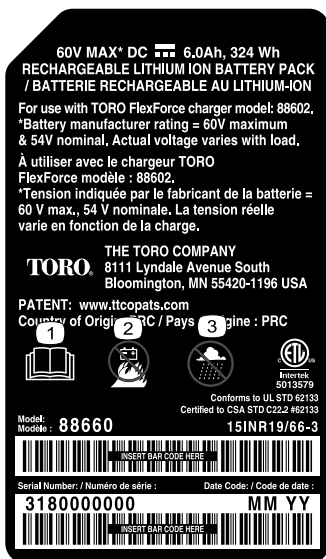 60V MAX* DC 6.0Ah, 324 Wh
RECHARGEABLE LITHIUM ION BATTERY PACK
/ BATTERIE RECHARGEABLE AU LITHIUM-ION
For use with TORO FlexForce charger model: 88602.
*Battery manufacturer rating = 60V maximum
& 54V nominal. Actual voltage varies with load.
À utiliser avec le chargeur TORO
FlexForce modèle : 88602.
*Tension indiquée par le fabricant de la batterie =
60 V max., 54 V nominale. La tension réelle
varie en fonction de la charge.
TORO.
THE TORO COMPANY
8111 Lyndale Avenue South
Bloomington, MN 55420-1196 USA
PATENT: www.ttcopats.com
Country of PRC / Pays : PRC
1 2 3
c ETL us
Intertek
5013579
Conforms to UL STD 62133
Certified to CSA STD C22.2 #62133
Model:
Modèle : 88660 15INR19/66-3
INSERT BAR CODE HERE
Serial Number: / Numéro de série : Date Code: / Code de date :
3180000000 MM YY
INSERT BAR CODE HERE